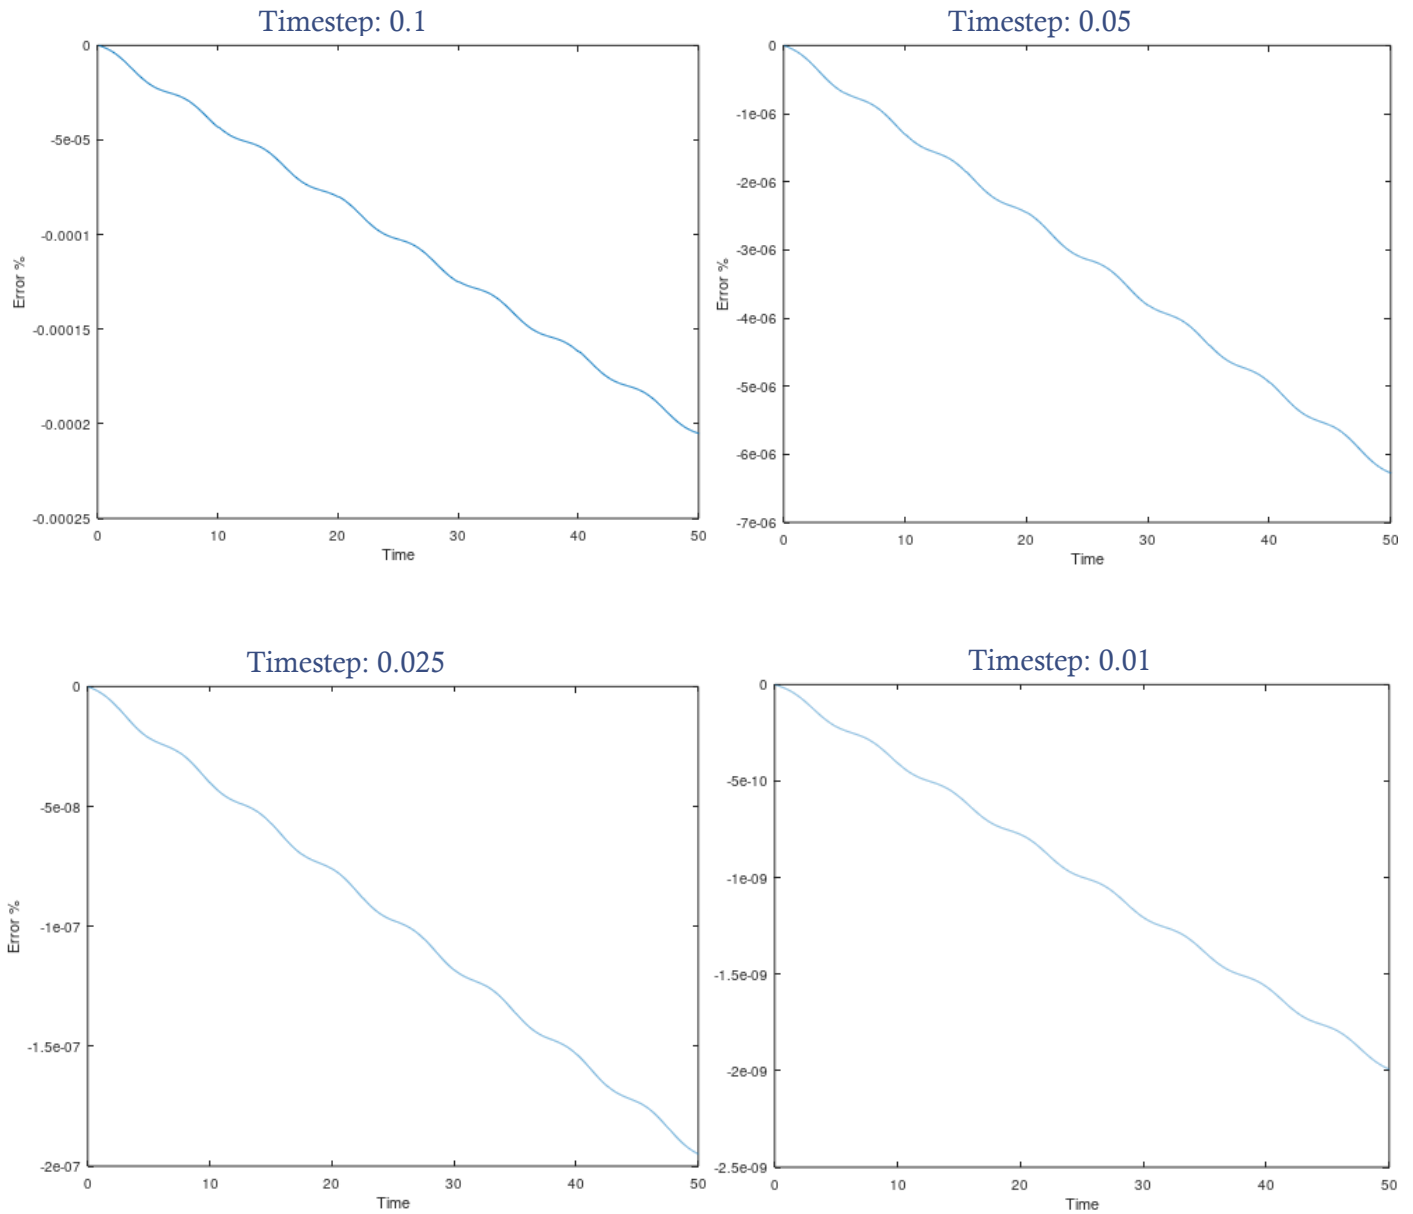 Timestep: 0.1
0
-5e-05
-0.0001
-0.00015
-0.0002
-0.00025
Error %
0 10 20 30 40 50
Time
Timestep: 0.05
0
-1e-06
-2e-06
-3e-06
-4e-06
-5e-06
-6e-06
-7e-06
Error %
0 10 20 30 40 50
Time
Timestep: 0.025
0
-5e-08
-1e-07
-1.5e-07
-2e-07
Error %
0 10 20 30 40 50
Time
Timestep: 0.01
0
-5e-10
-1e-09
-1.5e-09
-2e-09
-2.5e-09
0 10 20 30 40 50
Time